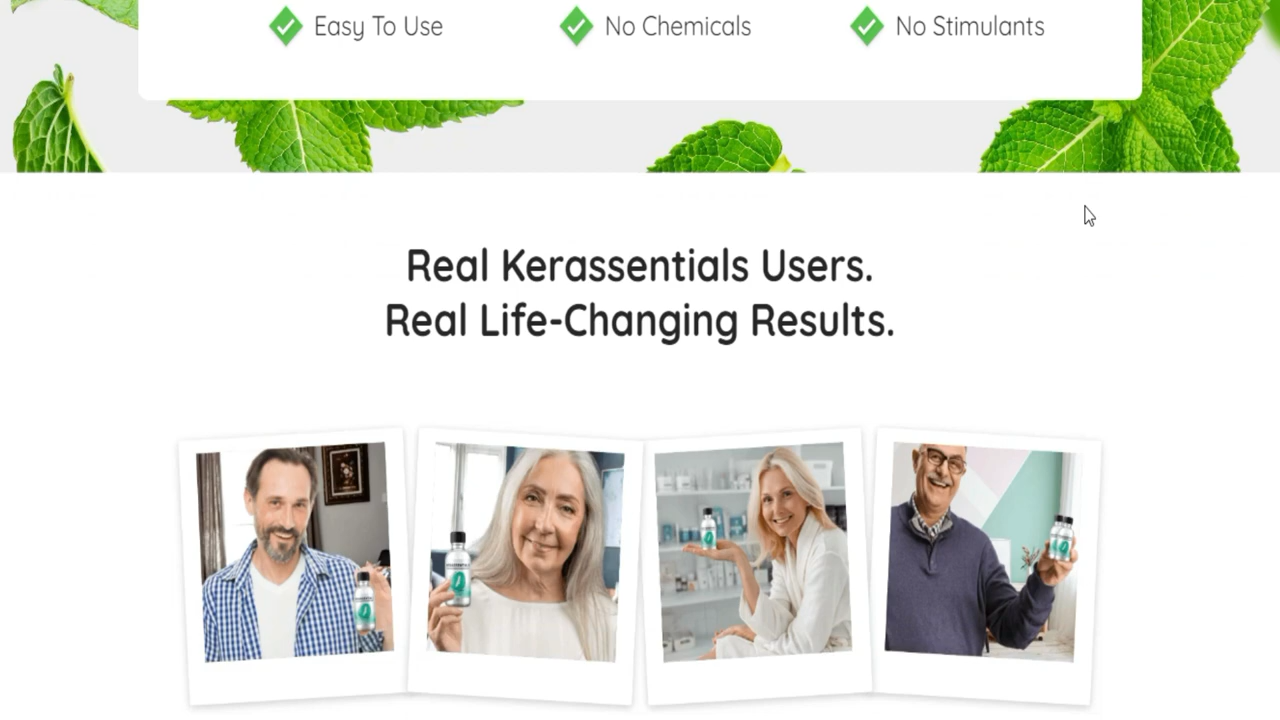 Easy To Use
No Chemicals
No Stimulants
Real Kerassentials Users.
Real Life-Changing Results.